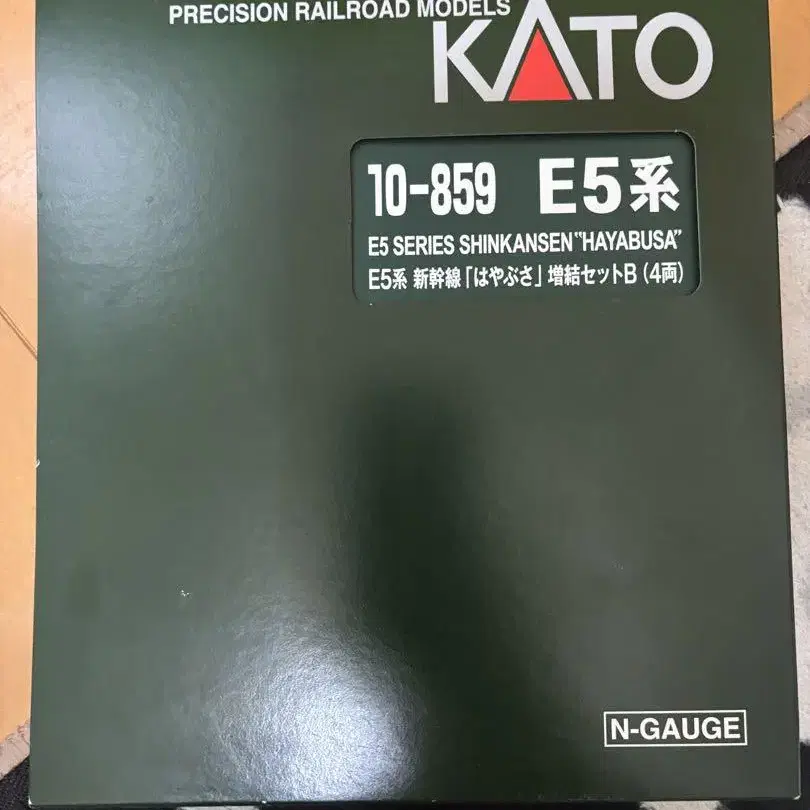 PRECISION RAILROAD MODELS
KATO
10-859 E5系
E5 SERIES SHINKANSEN "HAYABUSA"
E5系 新幹線「はやぶさ」増結セットB(4両)
N-GAUGE